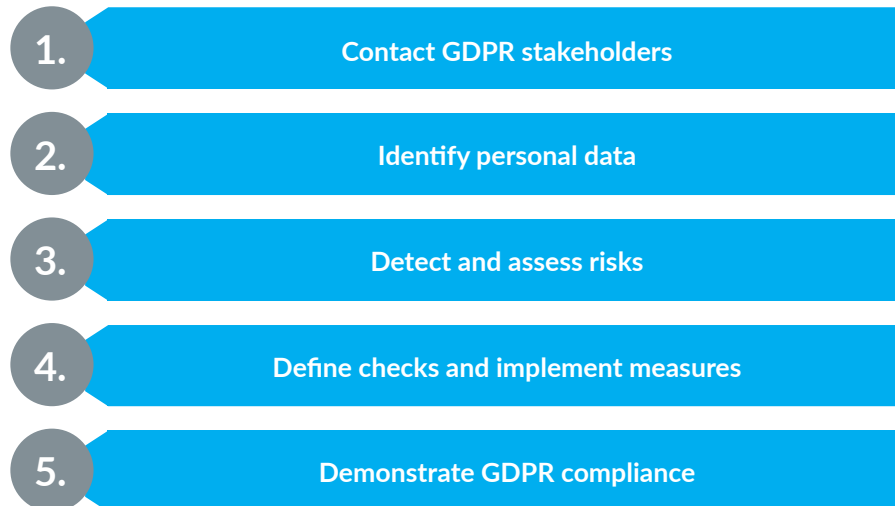 1. Contact GDPR stakeholders
2. Identify personal data
3. Detect and assess risks
4. Define checks and implement measures
5. Demonstrate GDPR compliance